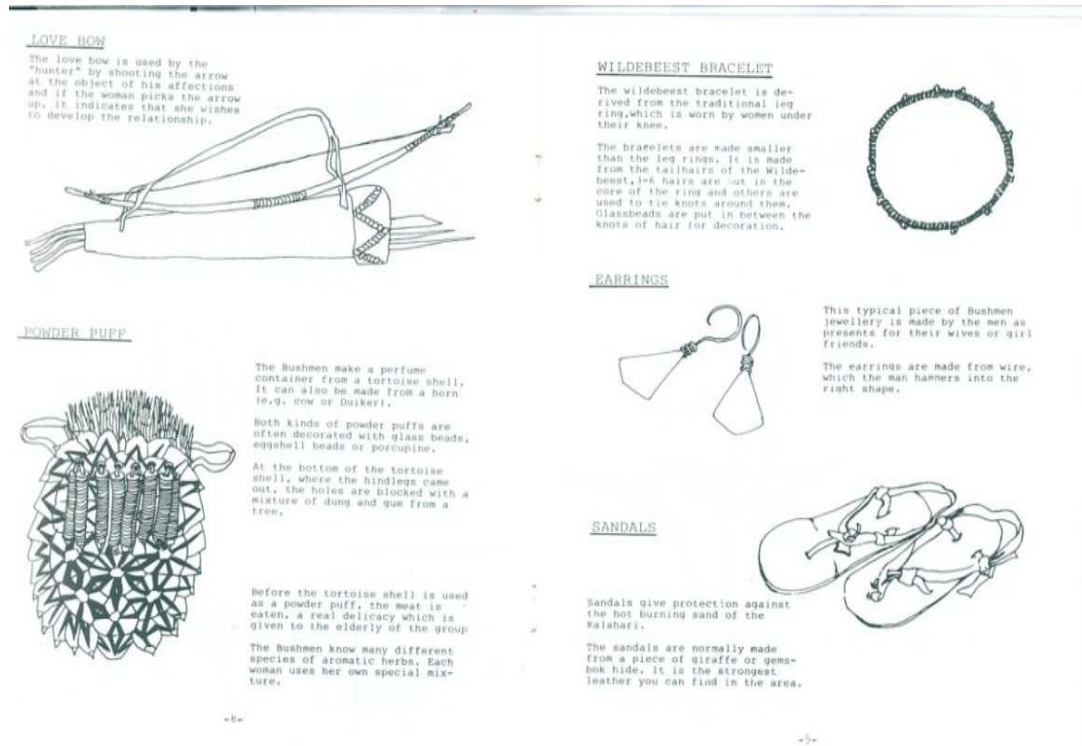 LOVE BOW
The love bow is used by the
"hunter" by shooting the arrow
at the object of his affections
and if the woman picks the arrow
up, it indicates that she wishes
to develop the relationship.
POWDER PUFF
The Bushmen make a perfume
container from a tortoise shell.
It can also be made from a horn
(e.g. cow or Duiker).
Both kinds of powder puffs are
often decorated with glass beads,
eggshell beads or porcupine.
At the bottom of the tortoise
shell, where the hindlegs came
out, the holes are blocked with a
mixture of dung and gum from a
tree.
Before the tortoise shell is used
as a powder puff, the meat is
eaten, a real delicacy which is
given to the elderly of the group
The Bushmen know many different
species of aromatic herbs. Each
woman uses her own special mix-
ture.
WILDEBEEST BRACELET
The wildebeest bracelet is de-
rived from the traditional leg
ring,which is worn by women under
their knee.
The bracelets are made smaller
than the leg rings. It is made
from the tailhairs of the Wilde-
beest, hairs are put in the
core of the ring and others are
used to tie knots around them.
Glassbeads are put in between the
knots of hair for decoration.
EARRINGS
This typical piece of Bushmen
jewellery is made by the men as
presents for their wives or girl
friends.
The earrings are made from wire,
which the man hammers into the
right shape.
SANDALS
Sandals give protection against
the hot burning sand of the
Kalahari.
The sandals are normally made
from a piece of giraffe or gems-
bok hide. It is the strongest
leather you can find in the area.